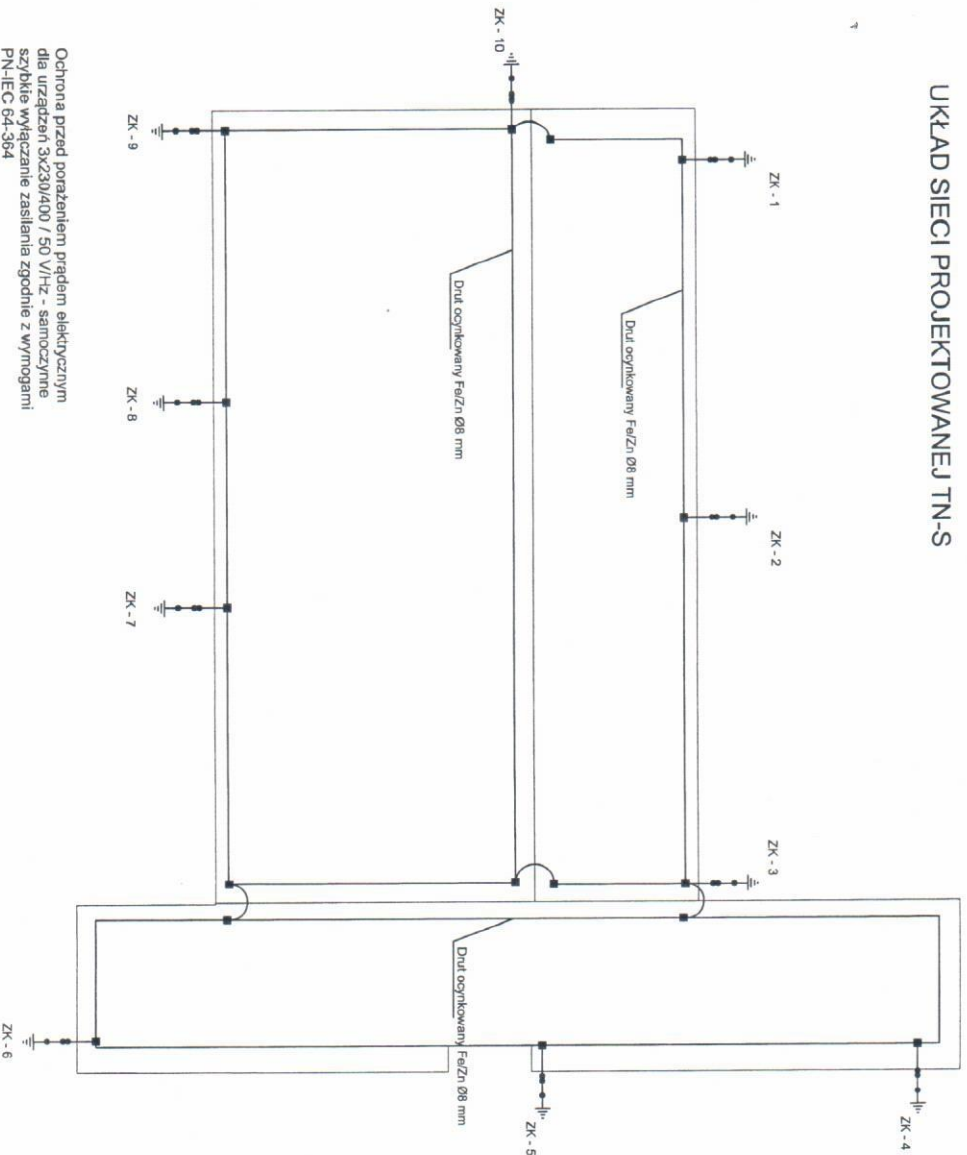 UKŁAD SIECI PROJEKTOWANEJ TN-S
ZK - 1
ZK - 2
ZK - 3
ZK - 4
ZK - 5
ZK - 6
ZK - 7
ZK - 8
ZK - 9
ZK - 10
Drut ocynkowany Fe/Zn Ø8 mm
Drut ocynkowany Fe/Zn Ø8 mm
Drut ocynkowany Fe/Zn Ø8 mm
Ochrona przed porażeniem prądem elektrycznym
dla urządzeń 3x230/400 / 50 V/Hz - samoczynne
szybkie wyłączanie zasilania zgodnie z wymogami
PN-IEC 64-364